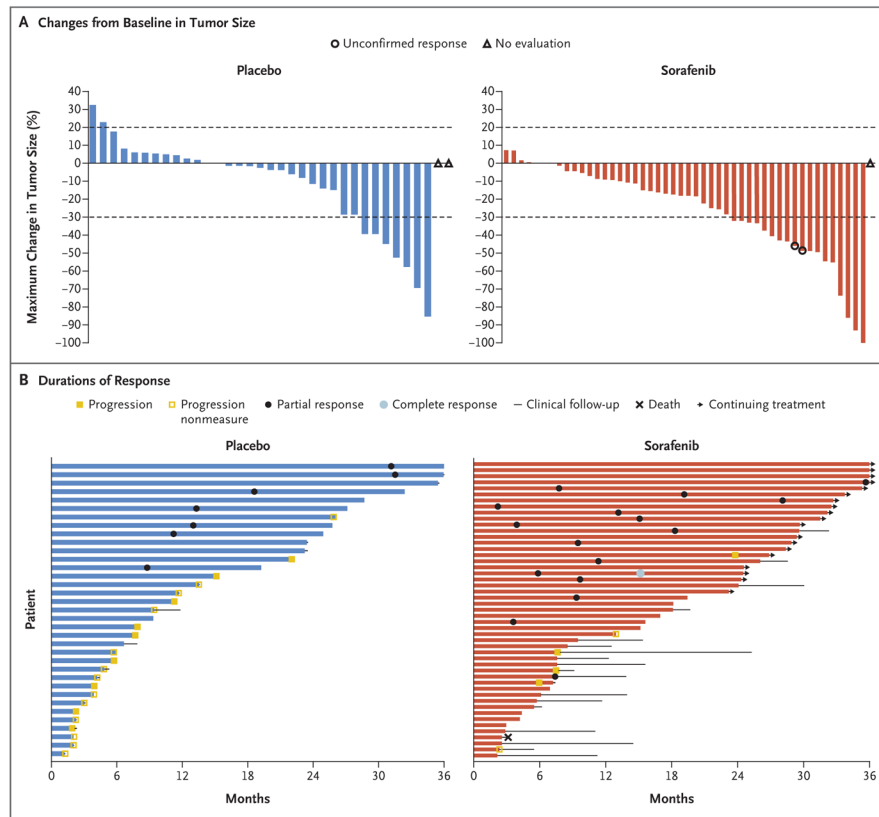 A Changes from Baseline in Tumor Size
Unconfirmed response No evaluation
Placebo
Maximum Change in Tumor Size (%)
40
30
20
10
0
−10
−20
−30
−40
−50
−60
−70
−80
−90
−100
Sorafenib
40
30
20
10
0
−10
−20
−30
−40
−50
−60
−70
−80
−90
−100
B Durations of Response
Progression Progression nonmeasure Partial response Complete response Clinical follow-up Death Continuing treatment
Placebo
Patient
0 6 12 18 24 30 36
Months
Sorafenib
0 6 12 18 24 30 36
Months